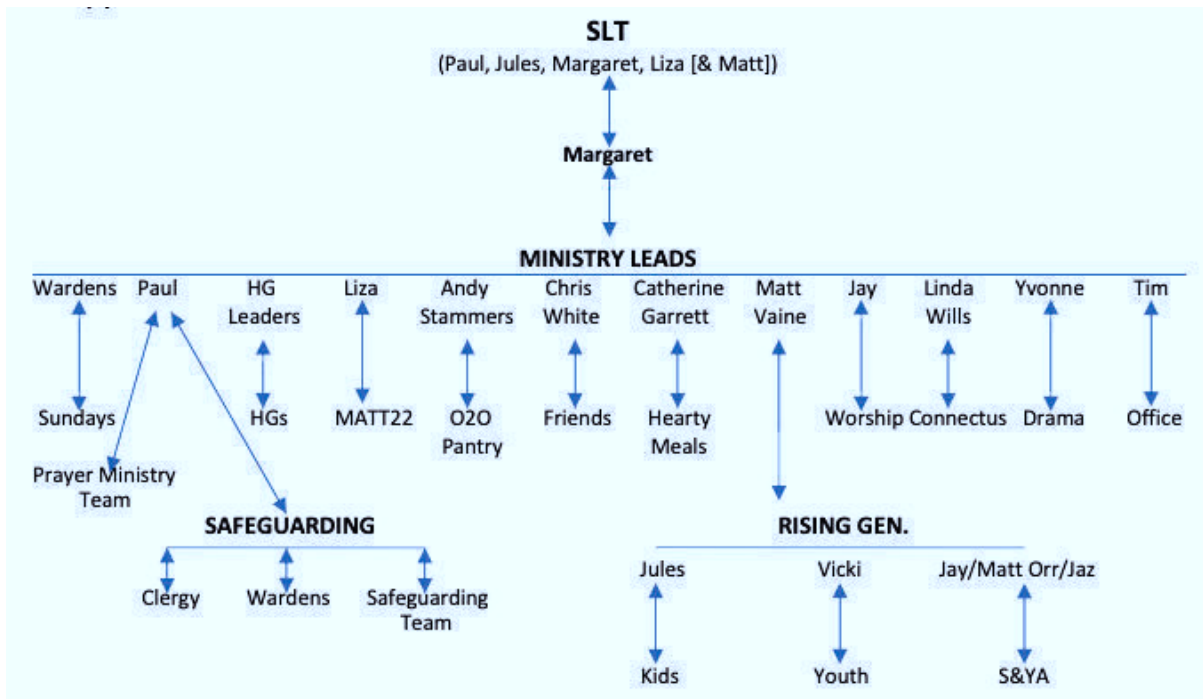 SLT
(Paul, Jules, Margaret, Liza [& Matt])
Margaret
MINISTRY LEADS
Wardens
Paul
HG
Leaders
Liza
Andy
Stammers
Chris
White
Catherine
Garrett
Matt
Vaine
Jay
Linda
Wills
Yvonne
Tim
Sundays
HGs
MATT22
O2O
Pantry
Friends
Hearty
Meals
Worship
Connectus
Drama
Office
Prayer Ministry
Team
SAFEGUARDING
Clergy
Wardens
Safeguarding
Team
RISING GEN.
Jules
Vicki
Jay/Matt Orr/Jaz
Kids
Youth
S&YA